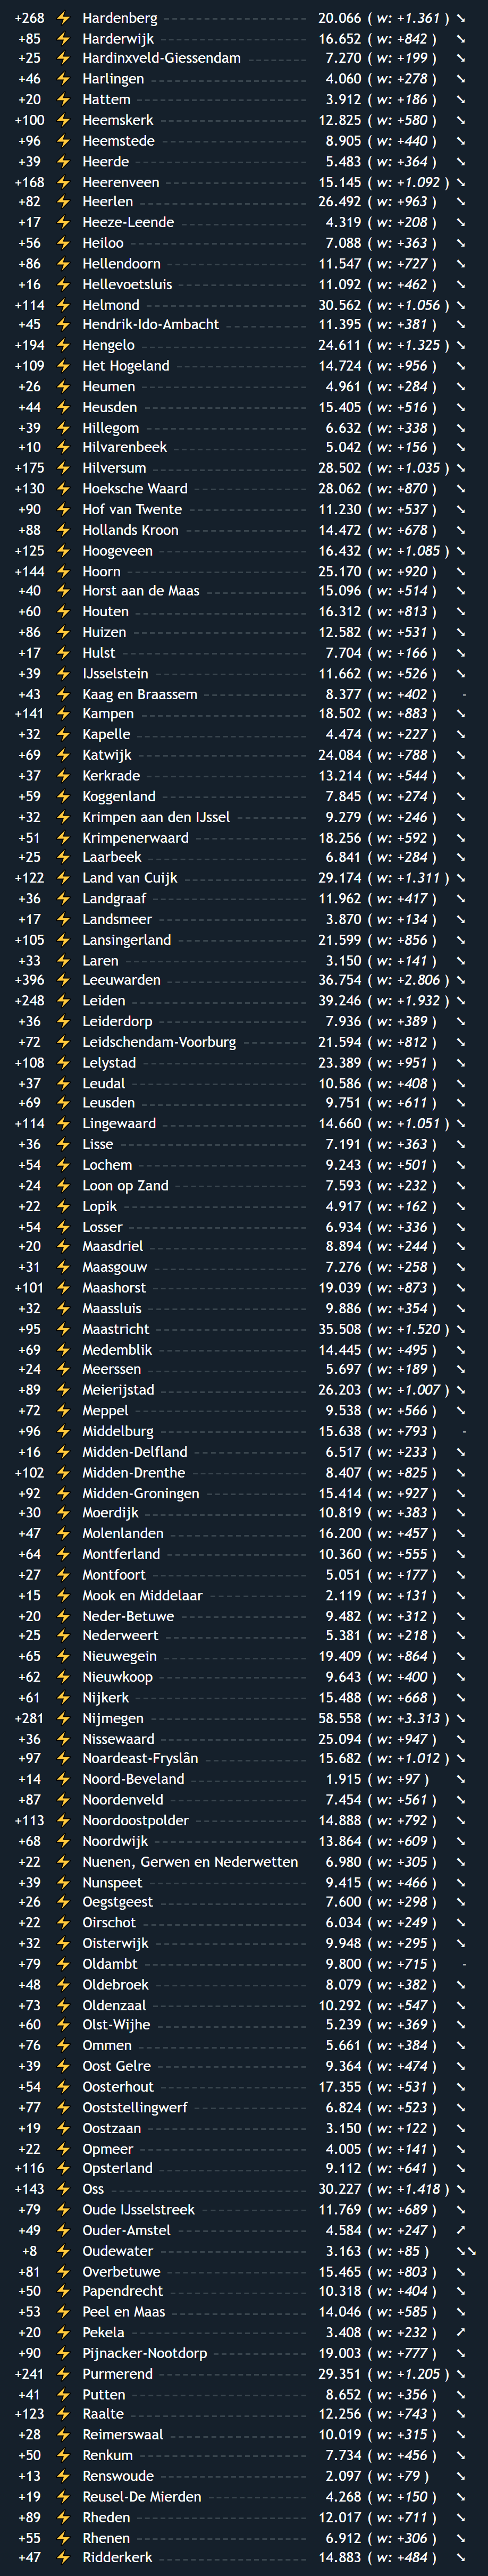 +268 ⚡ Hardenberg 20.066 ( w: +1.361 ) ⤡
+85 ⚡ Harderwijk 16.652 ( w: +842 ) ⤡
+25 ⚡ Hardinxveld-Giessendam 7.270 ( w: +199 ) ⤡
+46 ⚡ Harlingen 4.060 ( w: +278 ) ⤡
+20 ⚡ Hattem 3.912 ( w: +186 ) ⤡
+100 ⚡ Heemskerk 12.825 ( w: +580 ) ⤡
+96 ⚡ Heemstede 8.905 ( w: +440 ) ⤡
+39 ⚡ Heerde 5.483 ( w: +364 ) ⤡
+168 ⚡ Heerenveen 15.145 ( w: +1.092 ) ⤡
+82 ⚡ Heerlen 26.492 ( w: +963 ) ⤡
+17 ⚡ Heeze-Leende 4.319 ( w: +208 ) ⤡
+56 ⚡ Heiloo 7.088 ( w: +363 ) ⤡
+86 ⚡ Hellendoorn 11.547 ( w: +727 ) ⤡
+16 ⚡ Hellevoetsluis 11.092 ( w: +462 ) ⤡
+114 ⚡ Helmond 30.562 ( w: +1.056 ) ⤡
+45 ⚡ Hendrik-Ido-Ambacht 11.395 ( w: +381 ) ⤡
+194 ⚡ Hengelo 24.611 ( w: +1.325 ) ⤡
+109 ⚡ Het Hogeland 14.724 ( w: +956 ) ⤡
+26 ⚡ Heumen 4.961 ( w: +284 ) ⤡
+44 ⚡ Heusden 15.405 ( w: +516 ) ⤡
+39 ⚡ Hillegom 6.632 ( w: +338 ) ⤡
+10 ⚡ Hilvarenbeek 5.042 ( w: +156 ) ⤡
+175 ⚡ Hilversum 28.502 ( w: +1.035 ) ⤡
+130 ⚡ Hoeksche Waard 28.062 ( w: +870 ) ⤡
+90 ⚡ Hof van Twente 11.230 ( w: +537 ) ⤡
+88 ⚡ Hollands Kroon 14.472 ( w: +678 ) ⤡
+125 ⚡ Hoogeveen 16.432 ( w: +1.085 ) ⤡
+144 ⚡ Hoorn 25.170 ( w: +920 ) ⤡
+40 ⚡ Horst aan de Maas 15.096 ( w: +514 ) ⤡
+60 ⚡ Houten 16.312 ( w: +813 ) ⤡
+86 ⚡ Huizen 12.582 ( w: +531 ) ⤡
+17 ⚡ Hulst 7.704 ( w: +166 ) ⤡
+39 ⚡ IJsselstein 11.662 ( w: +526 ) ⤡
+43 ⚡ Kaag en Braassem 8.377 ( w: +402 ) -
+141 ⚡ Kampen 18.502 ( w: +883 ) ⤡
+32 ⚡ Kapelle 4.474 ( w: +227 ) ⤡
+69 ⚡ Katwijk 24.084 ( w: +788 ) ⤡
+37 ⚡ Kerkrade 13.214 ( w: +544 ) ⤡
+59 ⚡ Koggenland 7.845 ( w: +274 ) ⤡
+32 ⚡ Krimpen aan den IJssel 9.279 ( w: +246 ) ⤡
+51 ⚡ Krimpenerwaard 18.256 ( w: +592 ) ⤡
+25 ⚡ Laarbeek 6.841 ( w: +284 ) ⤡
+122 ⚡ Land van Cuijk 29.174 ( w: +1.311 ) ⤡
+36 ⚡ Landgraaf 11.962 ( w: +417 ) ⤡
+17 ⚡ Landsmeer 3.870 ( w: +134 ) ⤡
+105 ⚡ Lansingerland 21.599 ( w: +856 ) ⤡
+33 ⚡ Laren 3.150 ( w: +141 ) ⤡
+396 ⚡ Leeuwarden 36.754 ( w: +2.806 ) ⤡
+248 ⚡ Leiden 39.246 ( w: +1.932 ) ⤡
+36 ⚡ Leiderdorp 7.936 ( w: +389 ) ⤡
+72 ⚡ Leidschendam-Voorburg 21.594 ( w: +812 ) ⤡
+108 ⚡ Lelystad 23.389 ( w: +951 ) ⤡
+37 ⚡ Leudal 10.586 ( w: +408 ) ⤡
+69 ⚡ Leusden 9.751 ( w: +611 ) ⤡
+114 ⚡ Lingewaard 14.660 ( w: +1.051 ) ⤡
+36 ⚡ Lisse 7.191 ( w: +363 ) ⤡
+54 ⚡ Lochem 9.243 ( w: +501 ) ⤡
+24 ⚡ Loon op Zand 7.593 ( w: +232 ) ⤡
+22 ⚡ Lopik 4.917 ( w: +162 ) ⤡
+54 ⚡ Losser 6.934 ( w: +336 ) ⤡
+20 ⚡ Maasdriel 8.894 ( w: +244 ) ⤡
+31 ⚡ Maasgouw 7.276 ( w: +258 ) ⤡
+101 ⚡ Maashorst 19.039 ( w: +873 ) ⤡
+32 ⚡ Maassluis 9.886 ( w: +354 ) ⤡
+95 ⚡ Maastricht 35.508 ( w: +1.520 ) ⤡
+69 ⚡ Medemblik 14.445 ( w: +495 ) ⤡
+24 ⚡ Meerssen 5.697 ( w: +189 ) ⤡
+89 ⚡ Meierijstad 26.203 ( w: +1.007 ) ⤡
+72 ⚡ Meppel 9.538 ( w: +566 ) ⤡
+96 ⚡ Middelburg 15.638 ( w: +793 ) -
+16 ⚡ Midden-Delfland 6.517 ( w: +233 ) ⤡
+102 ⚡ Midden-Drenthe 8.407 ( w: +825 ) ⤡
+92 ⚡ Midden-Groningen 15.414 ( w: +927 ) ⤡
+30 ⚡ Moerdijk 10.819 ( w: +383 ) ⤡
+47 ⚡ Molenlanden 16.200 ( w: +457 ) ⤡
+64 ⚡ Montferland 10.360 ( w: +555 ) ⤡
+27 ⚡ Montfoort 5.051 ( w: +177 ) ⤡
+15 ⚡ Mook en Middelaar 2.119 ( w: +131 ) ⤡
+20 ⚡ Neder-Betuwe 9.482 ( w: +312 ) ⤡
+25 ⚡ Nederweert 5.381 ( w: +218 ) ⤡
+65 ⚡ Nieuwegein 19.409 ( w: +864 ) ⤡
+62 ⚡ Nieuwkoop 9.643 ( w: +400 ) ⤡
+61 ⚡ Nijkerk 15.488 ( w: +668 ) ⤡
+281 ⚡ Nijmegen 58.558 ( w: +3.313 ) ⤡
+36 ⚡ Nissewaard 25.094 ( w: +947 ) ⤡
+97 ⚡ Noardeast-Fryslân 15.682 ( w: +1.012 ) ⤡
+14 ⚡ Noord-Beveland 1.915 ( w: +97 ) ⤡
+87 ⚡ Noordenveld 7.454 ( w: +561 ) ⤡
+113 ⚡ Noordoostpolder 14.888 ( w: +792 ) ⤡
+68 ⚡ Noordwijk 13.864 ( w: +609 ) ⤡
+22 ⚡ Nuenen, Gerwen en Nederwetten 6.980 ( w: +305 ) ⤡
+39 ⚡ Nunspeet 9.415 ( w: +466 ) ⤡
+26 ⚡ Oegstgeest 7.600 ( w: +298 ) ⤡
+22 ⚡ Oirschot 6.034 ( w: +249 ) ⤡
+32 ⚡ Oisterwijk 9.948 ( w: +295 ) ⤡
+79 ⚡ Oldambt 9.800 ( w: +715 ) -
+48 ⚡ Oldebroek 8.079 ( w: +382 ) ⤡
+73 ⚡ Oldenzaal 10.292 ( w: +547 ) ⤡
+60 ⚡ Olst-Wijhe 5.239 ( w: +369 ) ⤡
+76 ⚡ Ommen 5.661 ( w: +384 ) ⤡
+39 ⚡ Oost Gelre 9.364 ( w: +474 ) ⤡
+54 ⚡ Oosterhout 17.355 ( w: +531 ) ⤡
+77 ⚡ Ooststellingwerf 6.824 ( w: +523 ) ⤡
+19 ⚡ Oostzaan 3.150 ( w: +122 ) ⤡
+22 ⚡ Opmeer 4.005 ( w: +141 ) ⤡
+116 ⚡ Opsterland 9.112 ( w: +641 ) ⤡
+143 ⚡ Oss 30.227 ( w: +1.418 ) ⤡
+79 ⚡ Oude IJsselstreek 11.769 ( w: +689 ) ⤡
+49 ⚡ Ouder-Amstel 4.584 ( w: +247 ) ⤢
+8 ⚡ Oudewater 3.163 ( w: +85 ) ⤡⤡
+81 ⚡ Overbetuwe 15.465 ( w: +803 ) ⤡
+50 ⚡ Papendrecht 10.318 ( w: +404 ) ⤡
+53 ⚡ Peel en Maas 14.046 ( w: +585 ) ⤡
+20 ⚡ Pekela 3.408 ( w: +232 ) ⤢
+90 ⚡ Pijnacker-Nootdorp 19.003 ( w: +777 ) ⤡
+241 ⚡ Purmerend 29.351 ( w: +1.205 ) ⤡
+41 ⚡ Putten 8.652 ( w: +356 ) ⤡
+123 ⚡ Raalte 12.256 ( w: +743 ) ⤡
+28 ⚡ Reimerswaal 10.019 ( w: +315 ) ⤡
+50 ⚡ Renkum 7.734 ( w: +456 ) ⤡
+13 ⚡ Renswoude 2.097 ( w: +79 ) ⤡
+19 ⚡ Reusel-De Mierden 4.268 ( w: +150 ) ⤡
+89 ⚡ Rheden 12.017 ( w: +711 ) ⤡
+55 ⚡ Rhenen 6.912 ( w: +306 ) ⤡
+47 ⚡ Ridderkerk 14.883 ( w: +484 ) ⤡